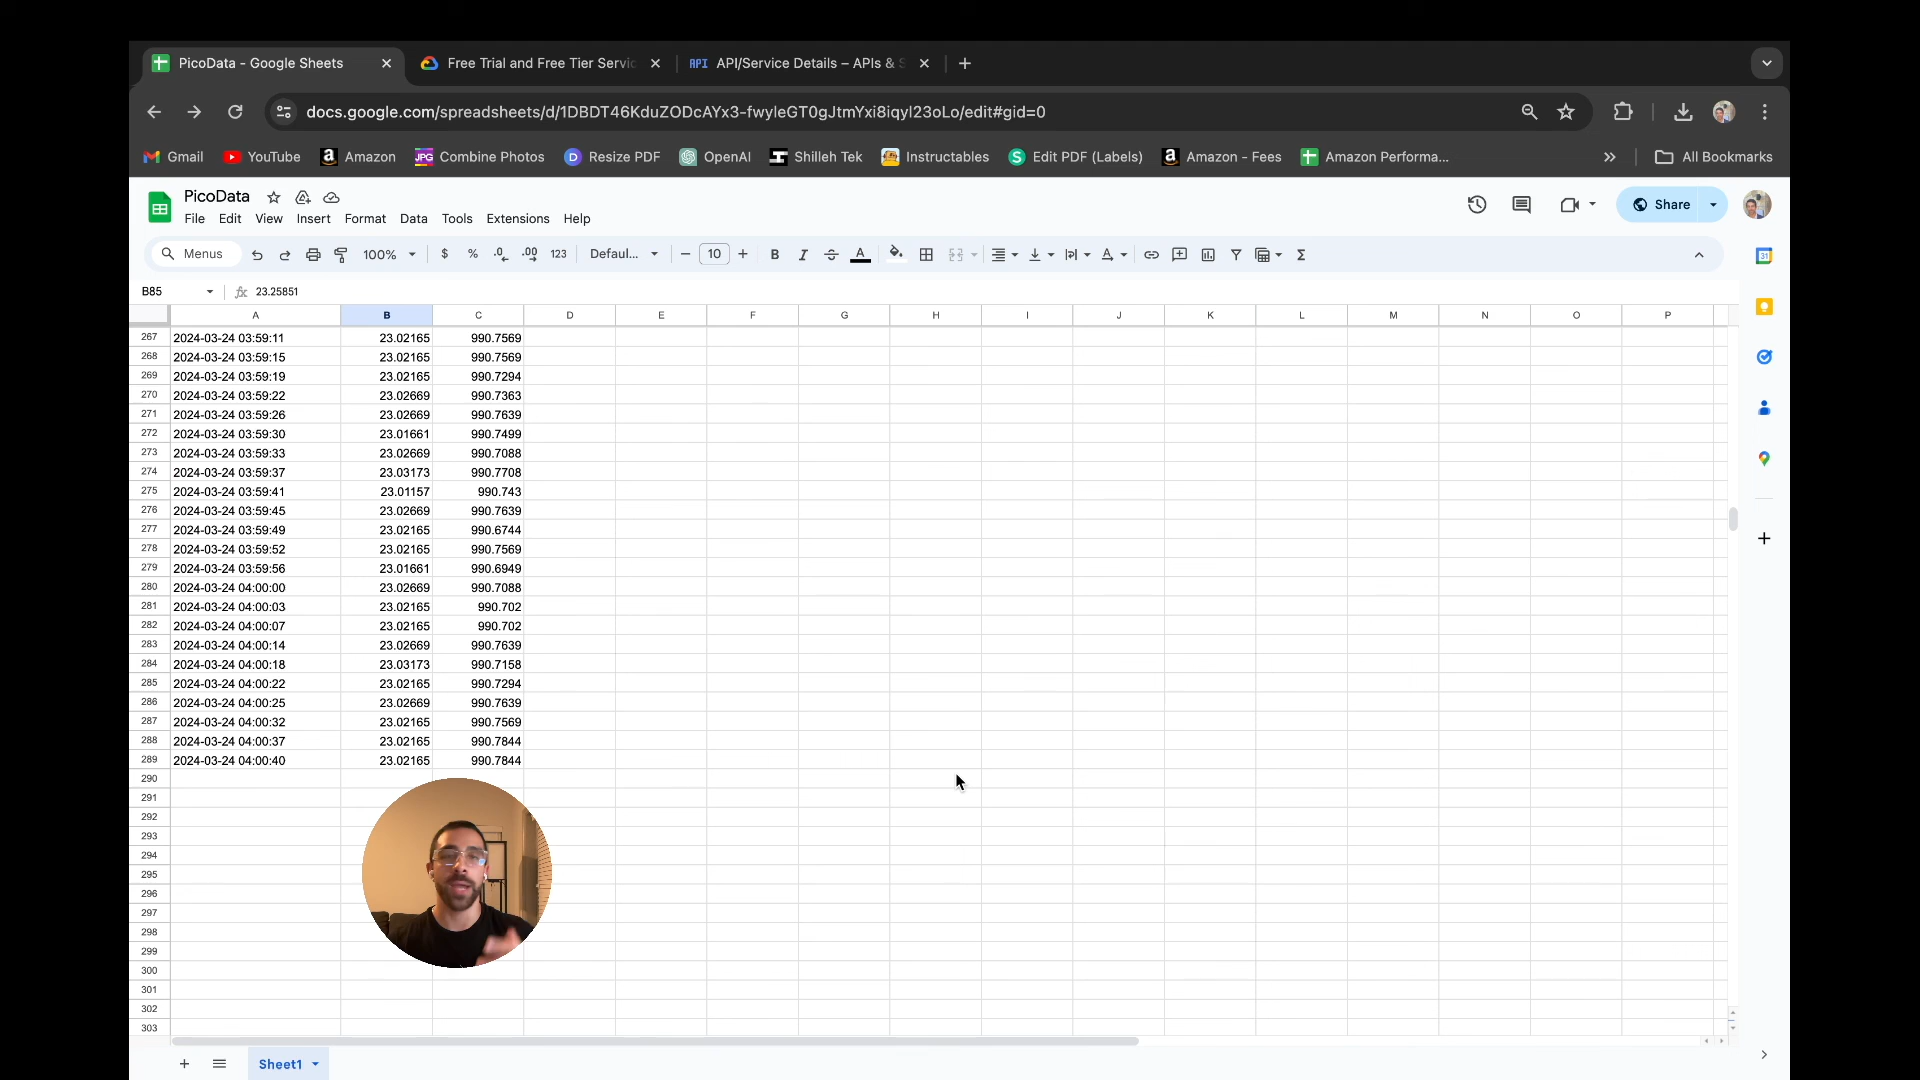 PicoData - Google Sheets
Free Trial and Free Tier Servic
API API/Service Details – APIs & S
docs.google.com/spreadsheets/d/1DBDT46KduZODcAYx3-fwyleGT0gJtmYxi8iqyl23oLo/edit#gid=0
Gmail YouTube Amazon JPG Combine Photos Resize PDF OpenAI Shilleh Tek Instructables Edit PDF (Labels) Amazon - Fees Amazon Performa... All Bookmarks
PicoData
File Edit View Insert Format Data Tools Extensions Help
Share
Menus 100% $ % .0 .00 123 Defaul... 10 B I A
B85 fx 23.25851
A B C D E F G H I J K L M N O P
267 2024-03-24 03:59:11 23.02165 990.7569
268 2024-03-24 03:59:15 23.02165 990.7569
269 2024-03-24 03:59:19 23.02165 990.7294
270 2024-03-24 03:59:22 23.02669 990.7363
271 2024-03-24 03:59:26 23.02669 990.7639
272 2024-03-24 03:59:30 23.01661 990.7499
273 2024-03-24 03:59:33 23.02669 990.7088
274 2024-03-24 03:59:37 23.03173 990.7708
275 2024-03-24 03:59:41 23.01157 990.743
276 2024-03-24 03:59:45 23.02669 990.7639
277 2024-03-24 03:59:49 23.02165 990.6744
278 2024-03-24 03:59:52 23.02165 990.7569
279 2024-03-24 03:59:56 23.01661 990.6949
280 2024-03-24 04:00:00 23.02669 990.7088
281 2024-03-24 04:00:03 23.02165 990.702
282 2024-03-24 04:00:07 23.02165 990.702
283 2024-03-24 04:00:14 23.02669 990.7639
284 2024-03-24 04:00:18 23.03173 990.7158
285 2024-03-24 04:00:22 23.02165 990.7294
286 2024-03-24 04:00:25 23.02669 990.7639
287 2024-03-24 04:00:32 23.02165 990.7569
288 2024-03-24 04:00:37 23.02165 990.7844
289 2024-03-24 04:00:40 23.02165 990.7844
290
291
292
293
294
295
296
297
298
299
300
301
302
303
Sheet1